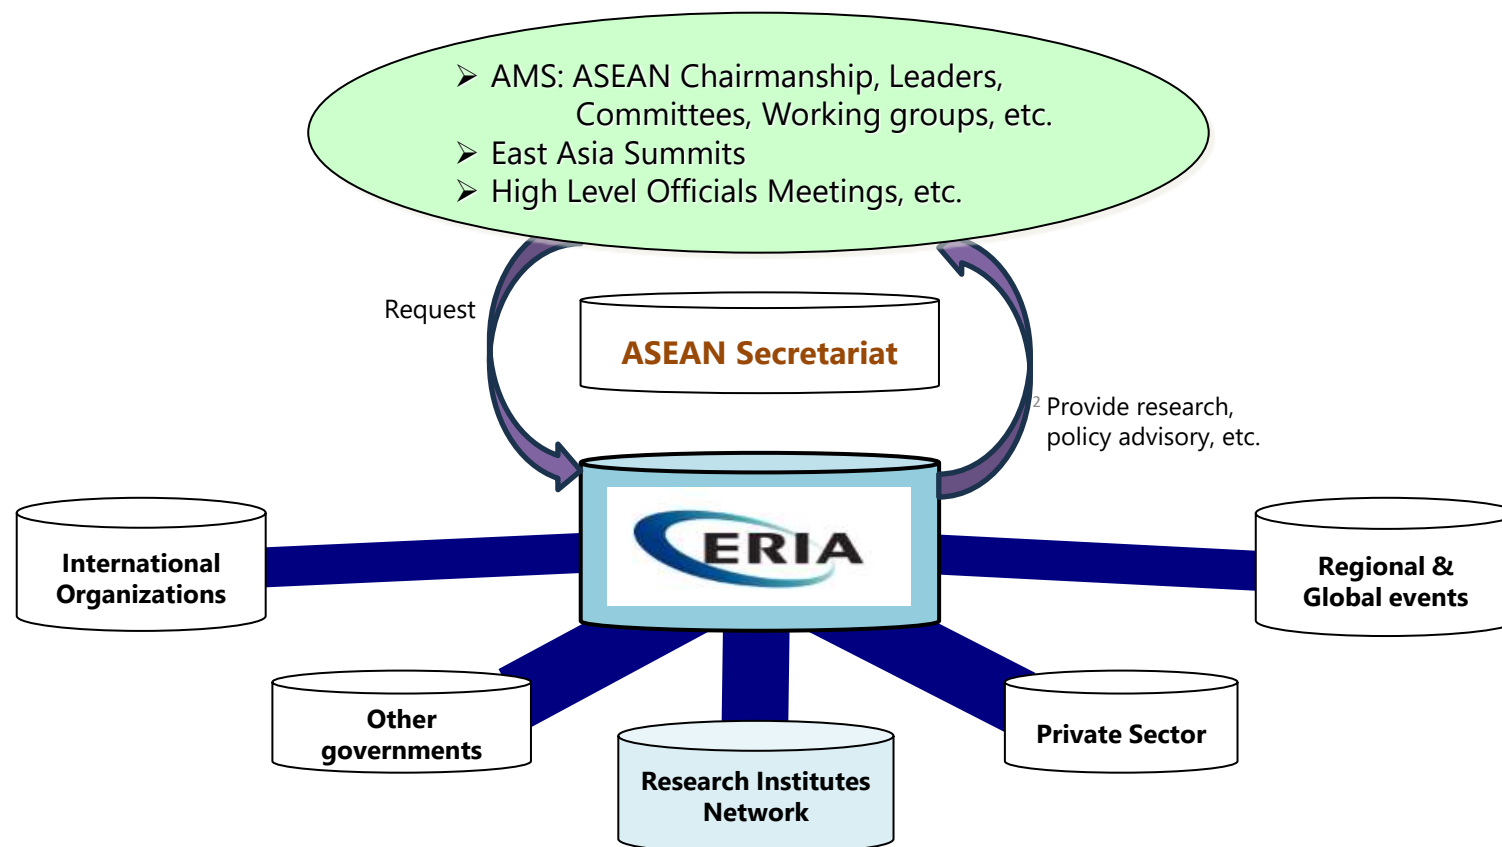 ➢ AMS: ASEAN Chairmanship, Leaders,
Committees, Working groups, etc.
➢ East Asia Summits
➢ High Level Officials Meetings, etc.
Request
ASEAN Secretariat
2 Provide research,
policy advisory, etc.
ERIA
International
Organizations
Regional &
Global events
Other
governments
Private Sector
Research Institutes
Network